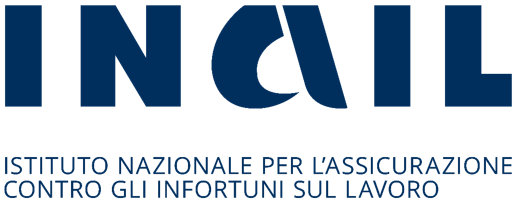 INAIL
ISTITUTO NAZIONALE PER L'ASSICURAZIONE
CONTRO GLI INFORTUNI SUL LAVORO